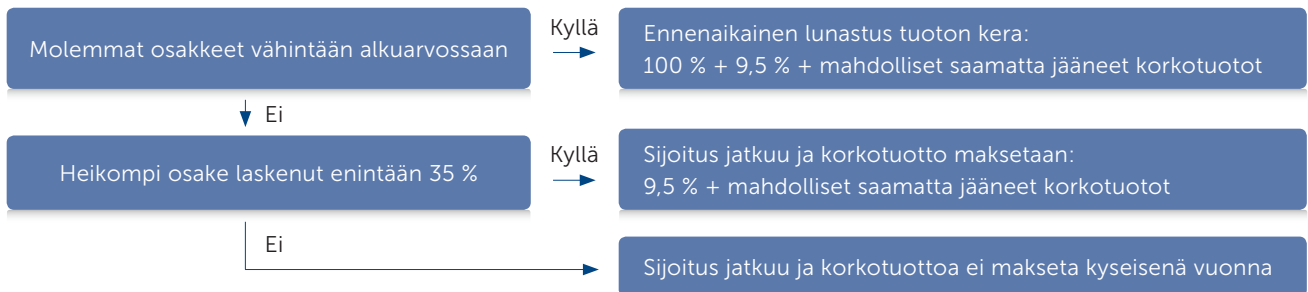 Molemmat osakkeet vähintään alkuarvossaan
Kyllä
Ennenaikainen lunastus tuoton kera:
100 % + 9,5 % + mahdolliset saamatta jääneet korkotuotot
Ei
Heikompi osake laskenut enintään 35 %
Kyllä
Sijoitus jatkuu ja korkotuotto maksetaan:
9,5 % + mahdolliset saamatta jääneet korkotuotot
Ei
Sijoitus jatkuu ja korkotuottoa ei makseta kyseisenä vuonna